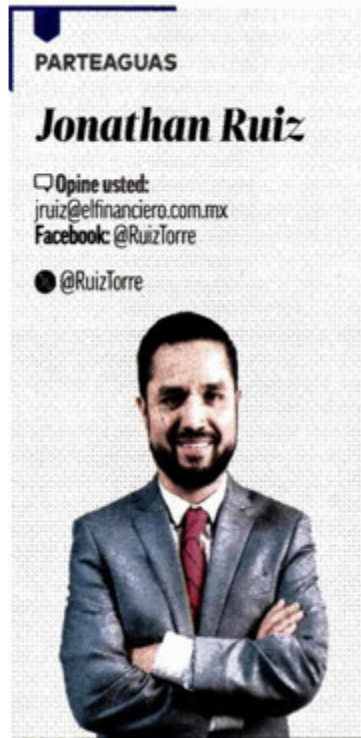 PARTEAGUAS
Jonathan Ruiz
Opine usted:
jruiz@elfinanciero.com.mx
Facebook: @RuizTorre
@RuizTorre